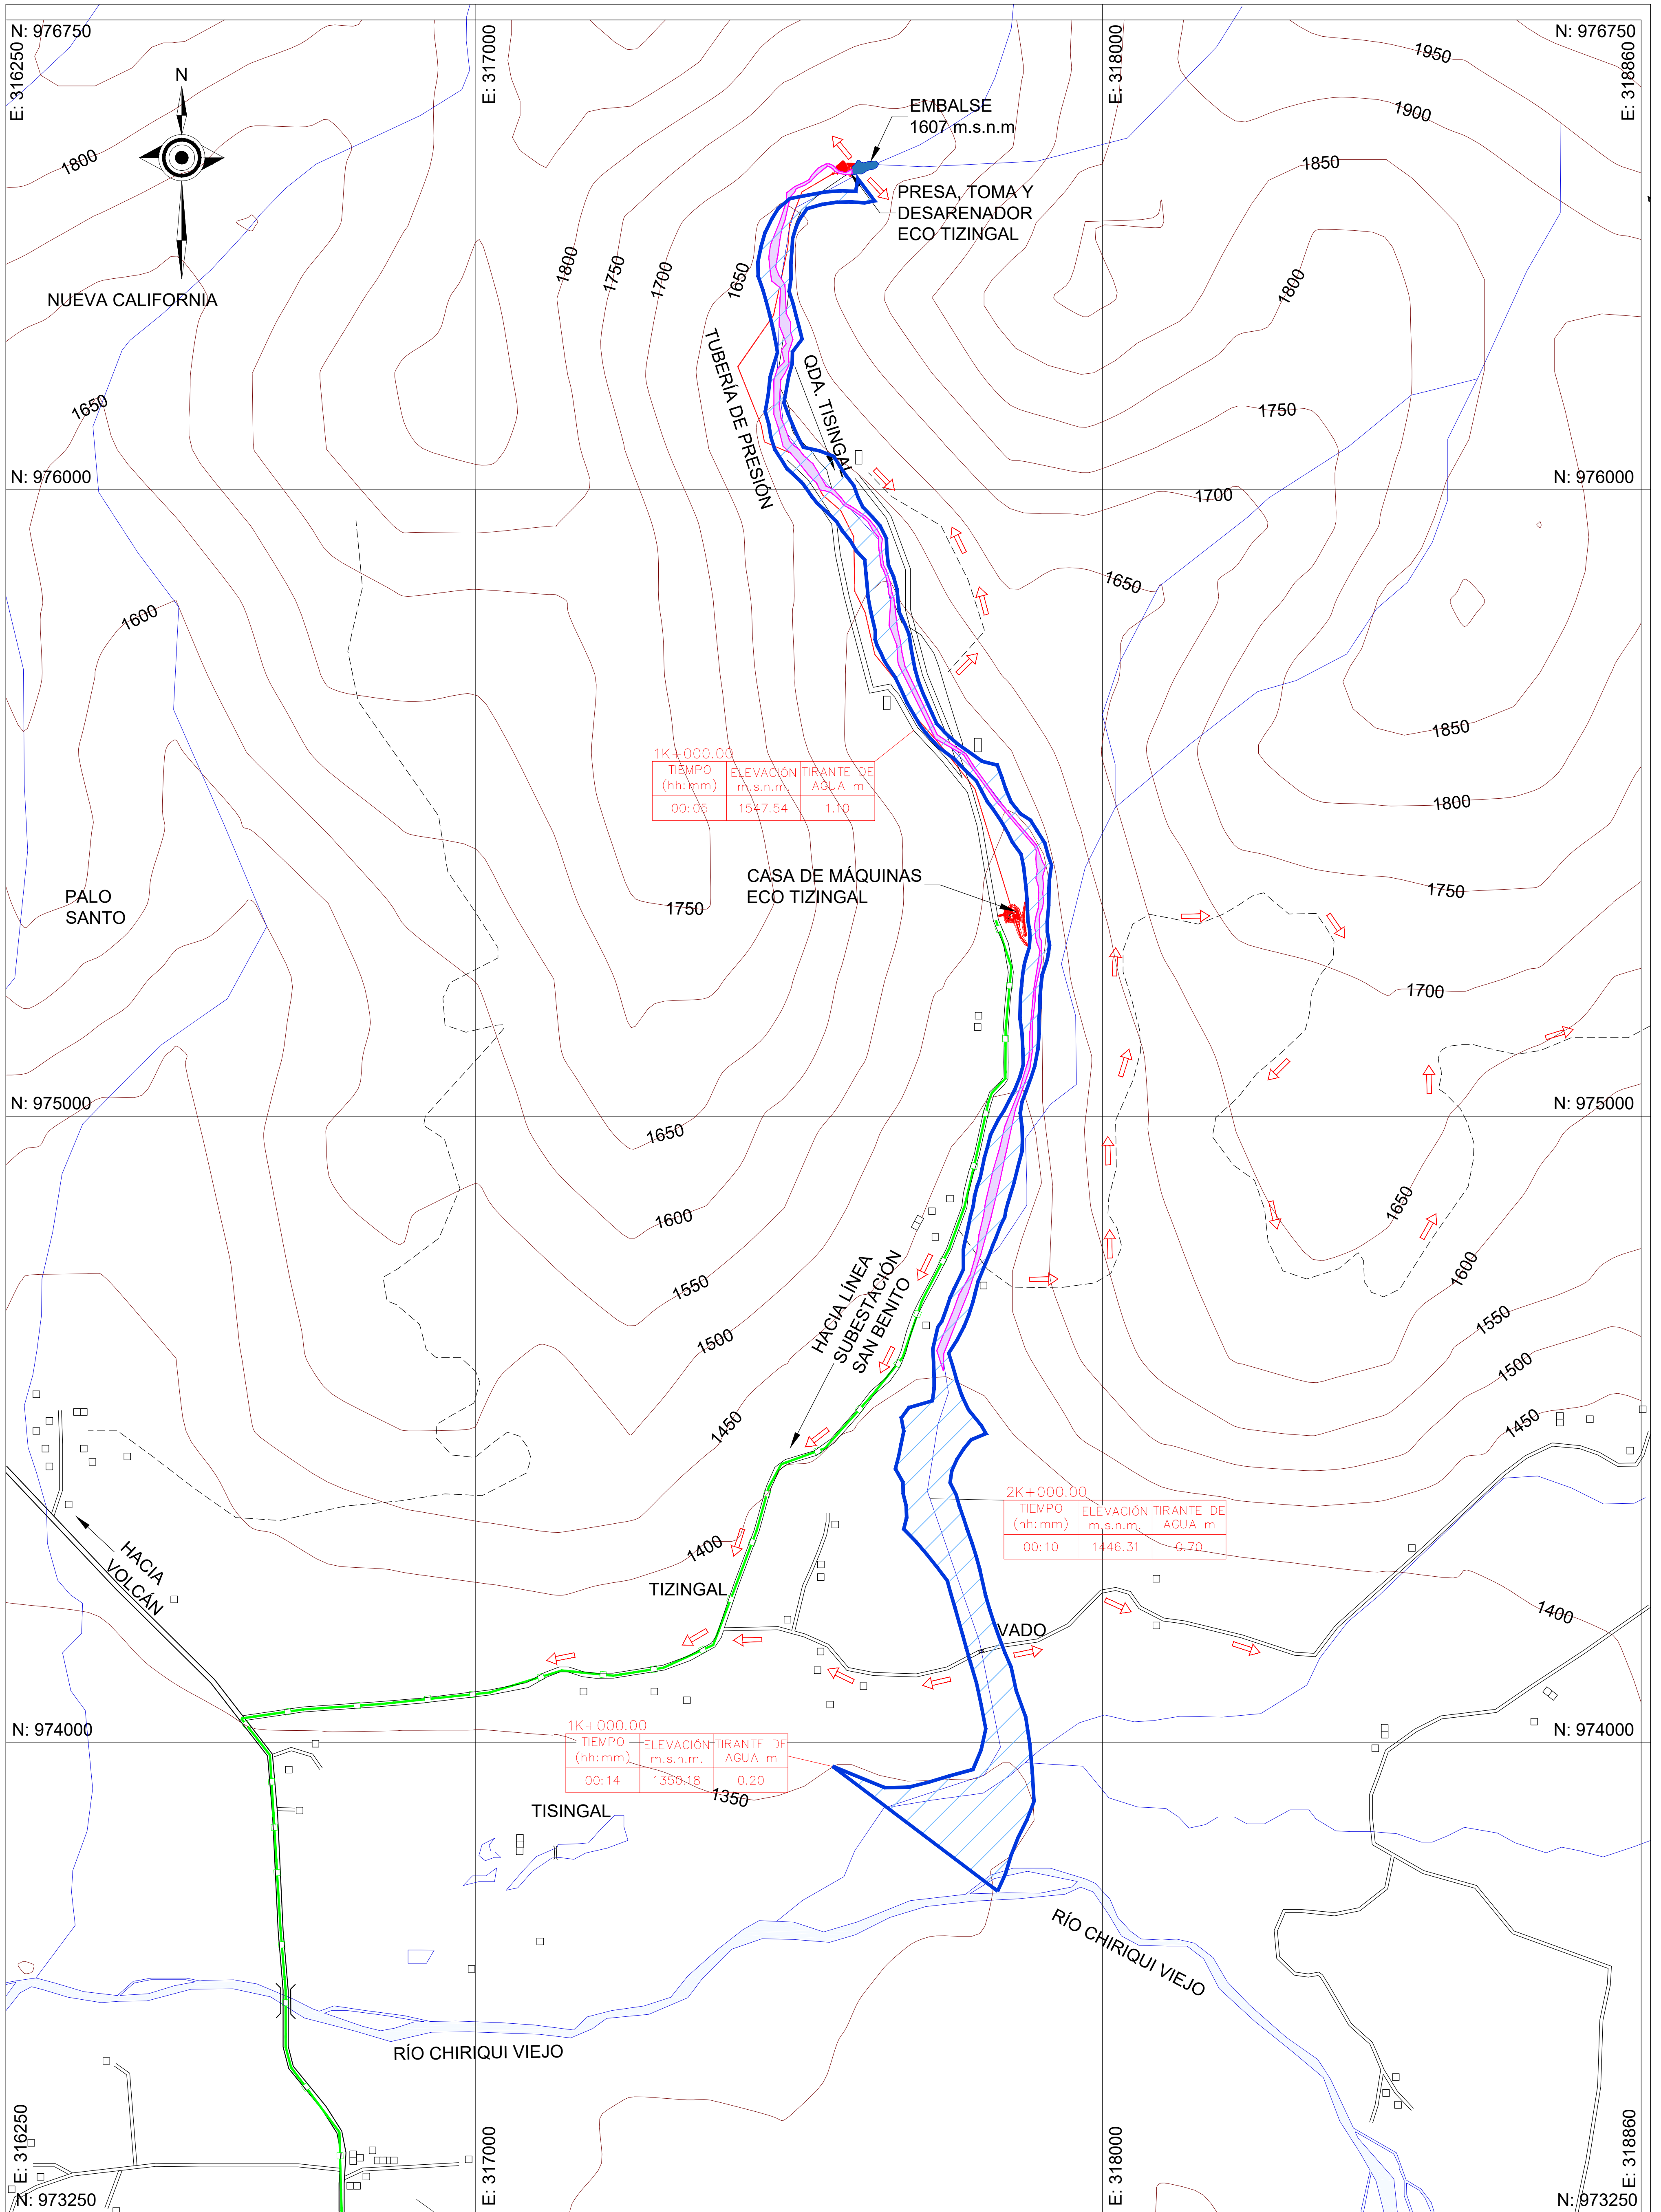 N: 976750
N: 976750
E: 316250
E: 317000
E: 318000
E: 318860
1950
N
EMBALSE
1607 m.s.n.m
1900
1800
1850
PRESA, TOMA Y
DESARENADOR
ECO TIZINGAL
NUEVA CALIFORNIA
1800
1750
1700
1650
1800
TUBERÍA DE PRESIÓN
QDA. TISINGAL
1650
1750
N: 976000
N: 976000
1700
1650
1600
1850
1K+000.00
TIEMPO
(hh:mm)
ELEVACIÓN
m.s.n.m.
TIRANTE DE
AGUA m
00:05
1547.54
1.10
1800
CASA DE MÁQUINAS
ECO TIZINGAL
PALO
SANTO
1750
1750
1700
N: 975000
N: 975000
1650
1650
1600
1600
HACIA LÍNEA
SUBESTACIÓN
SAN BENITO
1550
1550
1500
1500
1450
1450
2K+000.00
TIEMPO
(hh:mm)
ELEVACIÓN
m.s.n.m.
TIRANTE DE
AGUA m
00:10
1446.31
0.70
HACIA
VOLCÁN
1400
TIZINGAL
1400
VADO
N: 974000
N: 974000
1K+000.00
TIEMPO
(hh:mm)
ELEVACIÓN
m.s.n.m.
TIRANTE DE
AGUA m
00:14
1350.18
0.20
1350
TISINGAL
RÍO CHIRIQUI VIEJO
RÍO CHIRIQUI VIEJO
E: 316250
E: 317000
E: 318000
E: 318860
N: 973250
N: 973250